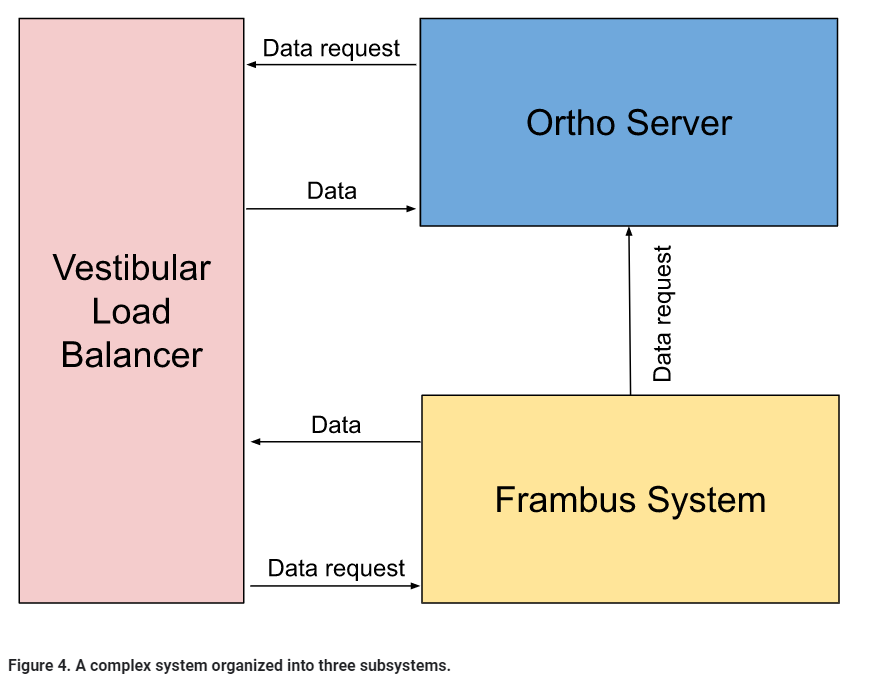 Data request
Ortho Server
Data
Vestibular
Load
Balancer
Data request
Data
Frambus System
Data request
Figure 4. A complex system organized into three subsystems.